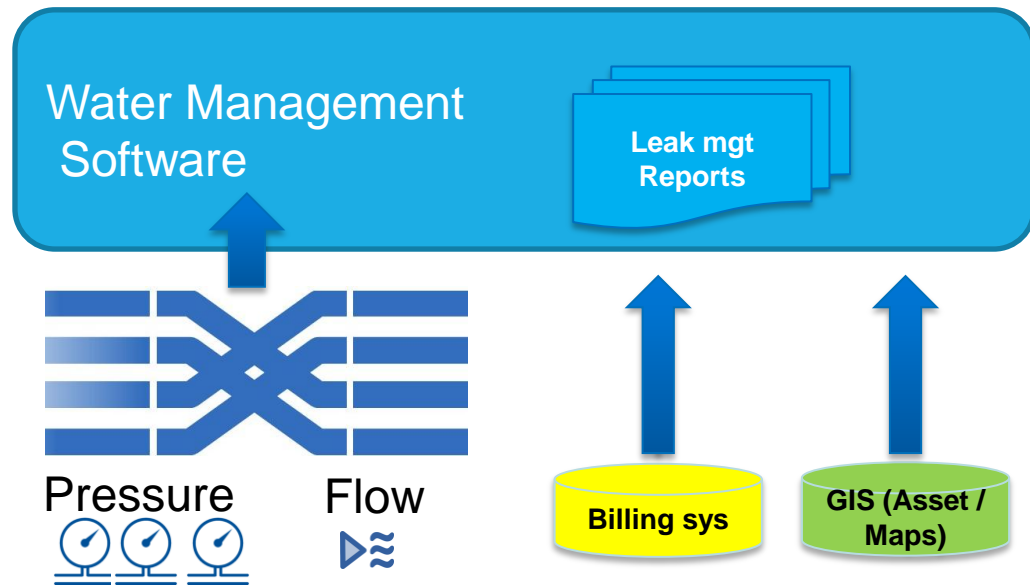 Water Management
Software
Leak mgt
Reports
Pressure
Flow
Billing sys
GIS (Asset /
Maps)